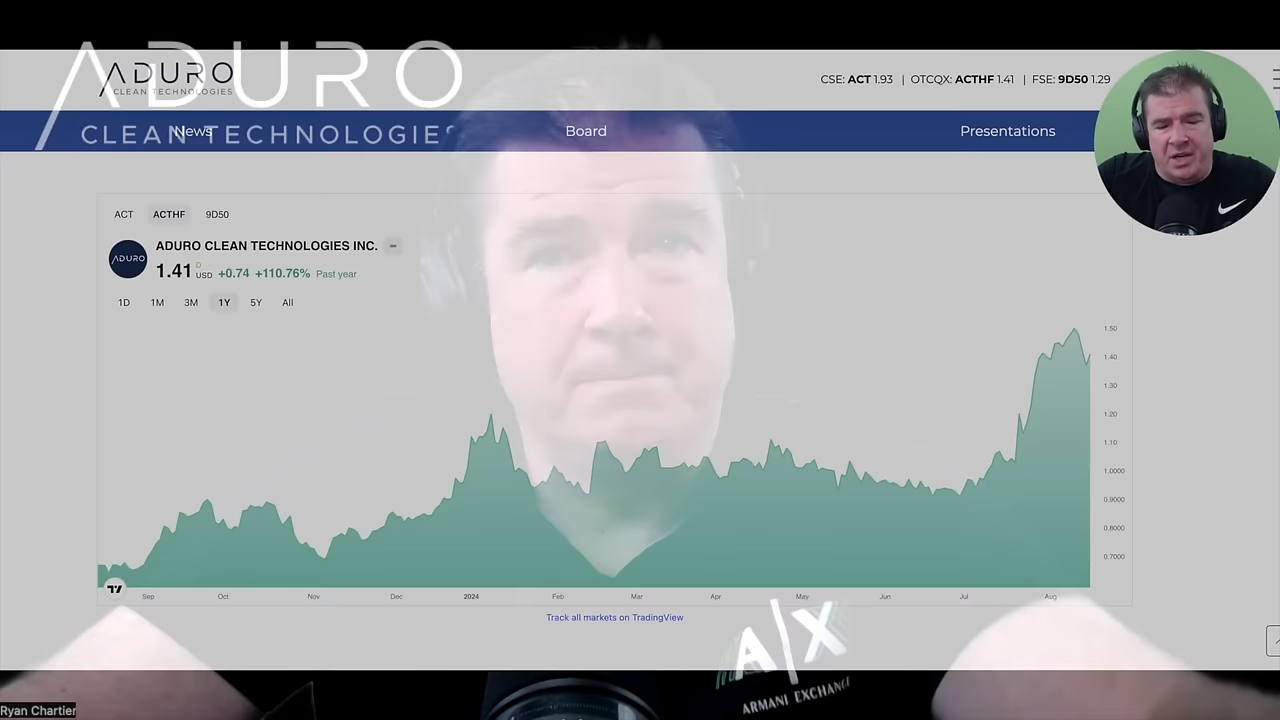 ADURO
CLEAN TECHNOLOGIES
ADURO
CLEAN TECHNOLOGIES
CSE: ACT 1.93 | OTCQX: ACTHF 1.41 | FSE: 9D50 1.29
News
Board
Presentations
ACT
ACTHF
9D50
ADURO
ADURO CLEAN TECHNOLOGIES INC.
1.41 D USD +0.74 +110.76% Past year
1D
1M
3M
1Y
5Y
All
1.50
1.40
1.30
1.20
1.10
1.0000
0.9000
0.8000
0.7000
Sep
Oct
Nov
Dec
2024
Feb
Mar
Apr
May
Jun
Jul
Aug
Track all markets on TradingView
A|X
ARMANI EXCHANGE
Ryan Chartier